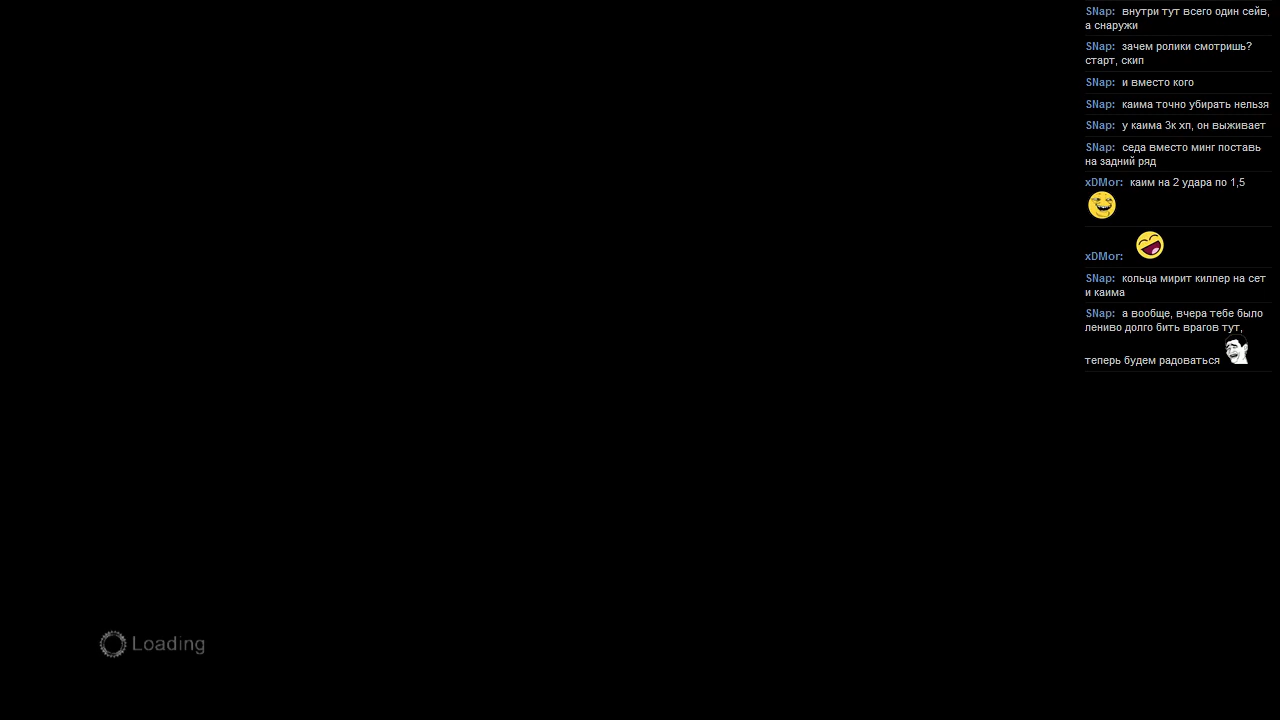 SNap: внутри тут всего один сейв,
а снаружи
SNap: зачем ролики смотришь?
старт, скип
SNap: и вместо кого
SNap: каима точно убирать нельзя
SNap: у каима 3к хп, он выживает
SNap: седа вместо минг поставь
на задний ряд
xDMor: каим на 2 удара по 1,5
xDMor:
SNap: кольца мирит киллер на сет
и каима
SNap: а вообще, вчера тебе было
лениво долго бить врагов тут,
теперь будем радоваться
Loading